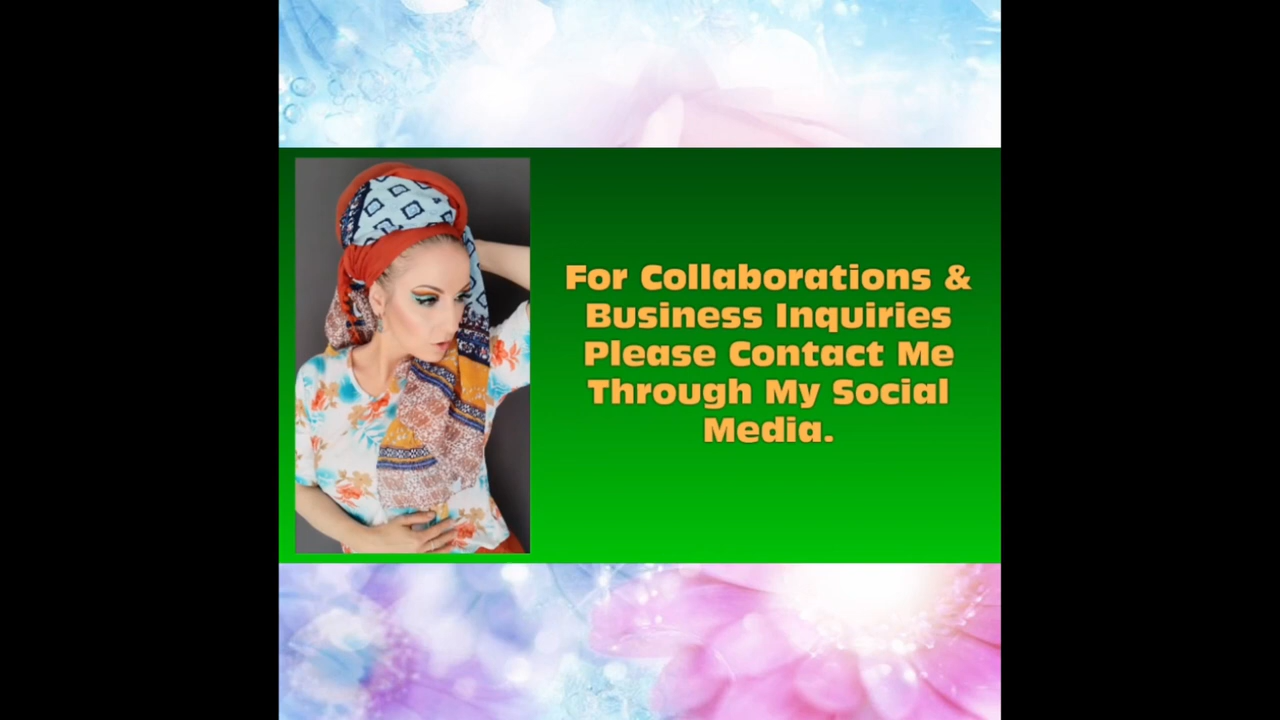 For Collaborations &
Business Inquiries
Please Contact Me
Through My Social
Media.